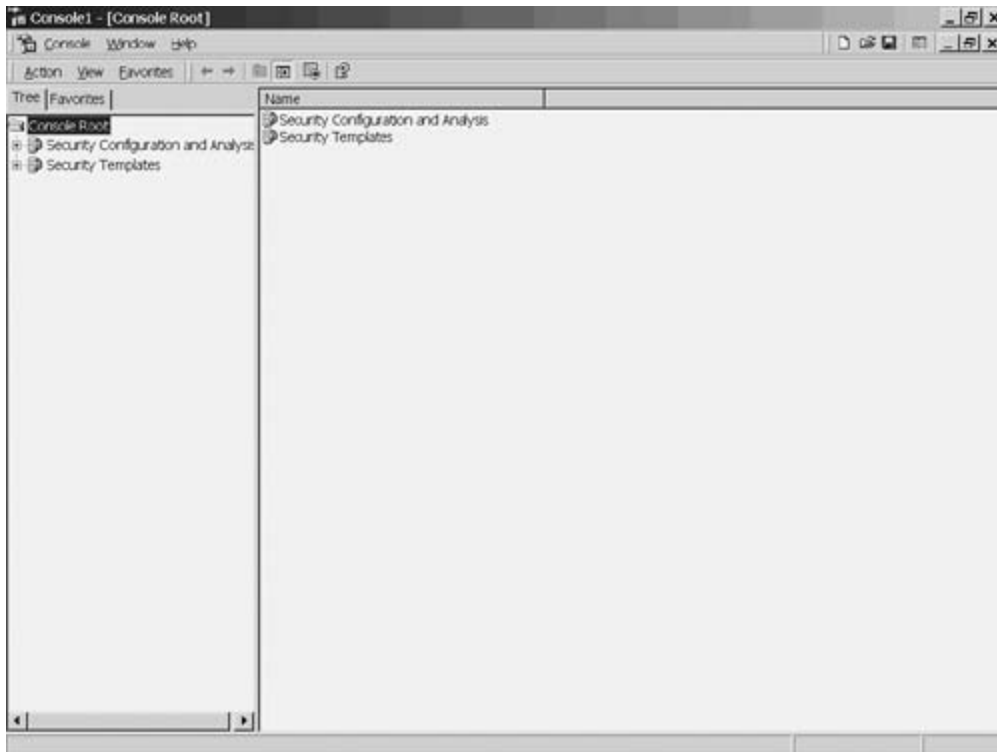 Console1 - [Console Root]
Console Window Help
Action View Favorites
Tree Favorites
Name
Console Root
Security Configuration and Analysis
Security Templates
Security Configuration and Analysis
Security Templates